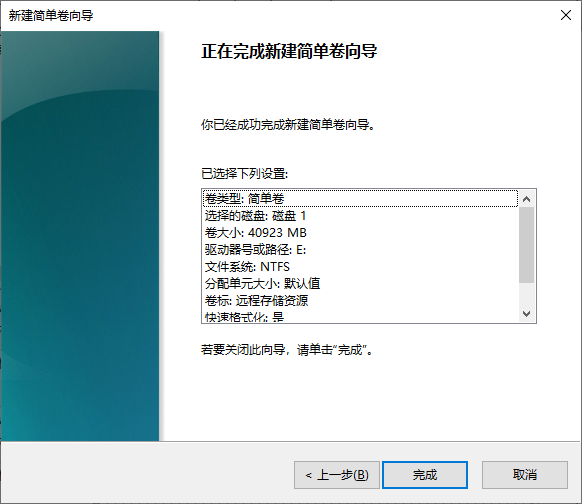 新建简单卷向导
正在完成新建简单卷向导
你已经成功完成新建简单卷向导。
已选择下列设置:
卷类型: 简单卷
选择的磁盘: 磁盘 1
卷大小: 40923 MB
驱动器号或路径: E:
文件系统: NTFS
分配单元大小: 默认值
卷标: 远程存储资源
快速格式化: 是
若要关闭此向导，请单击“完成”。
< 上一步(B)
完成
取消